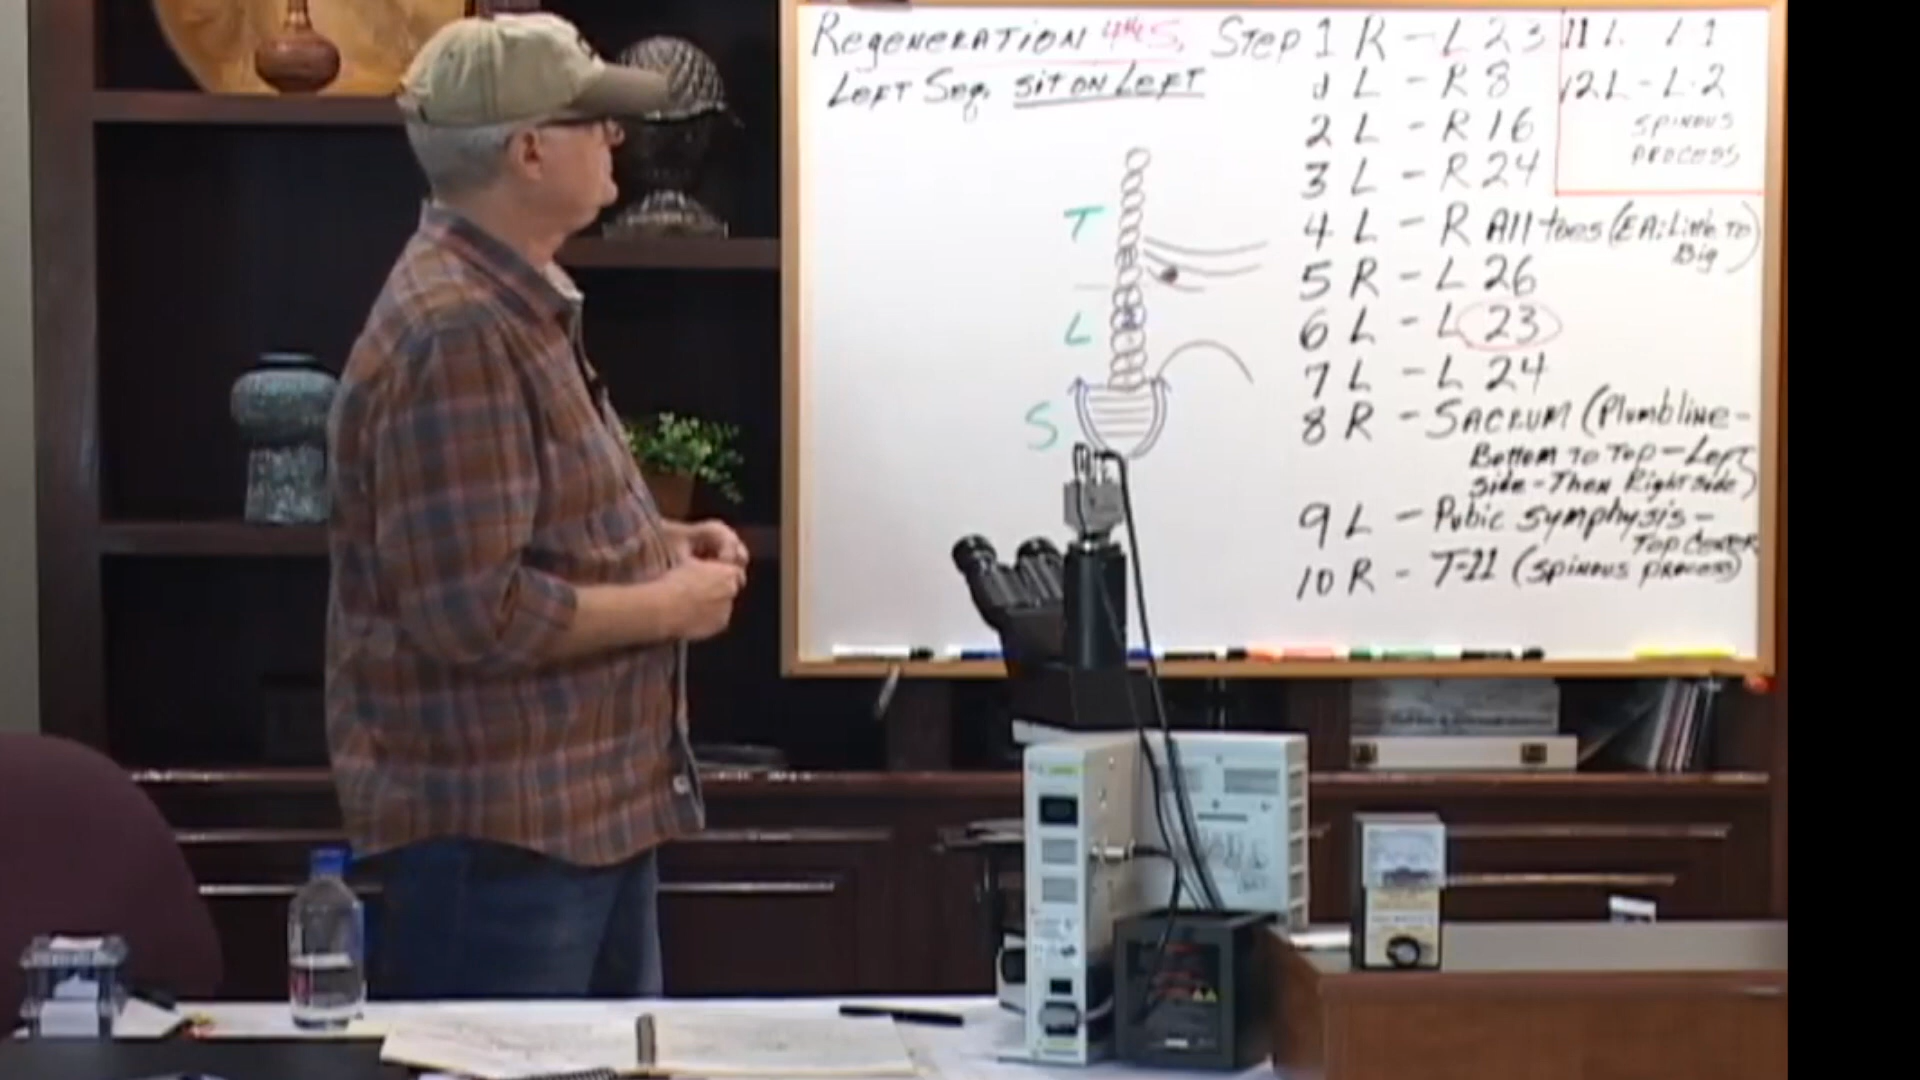 Regeneration 445, Step 1 R - L 23
Left Seq. sit on Left
1 L - R 8
2 L - R 16
3 L - R 24
4 L - R All toes (EA: Little to
Big)
5 R - L 26
6 L - L 23
7 L - L 24
8 R - Sacrum (Plumbline -
Bottom to Top - Left
side - Then Right side)
9 L - Pubic symphysis -
Top Center
10 R - T-11 (spinous process)
11 L L 1
12 L - L-2
spinous
process
T
L
S